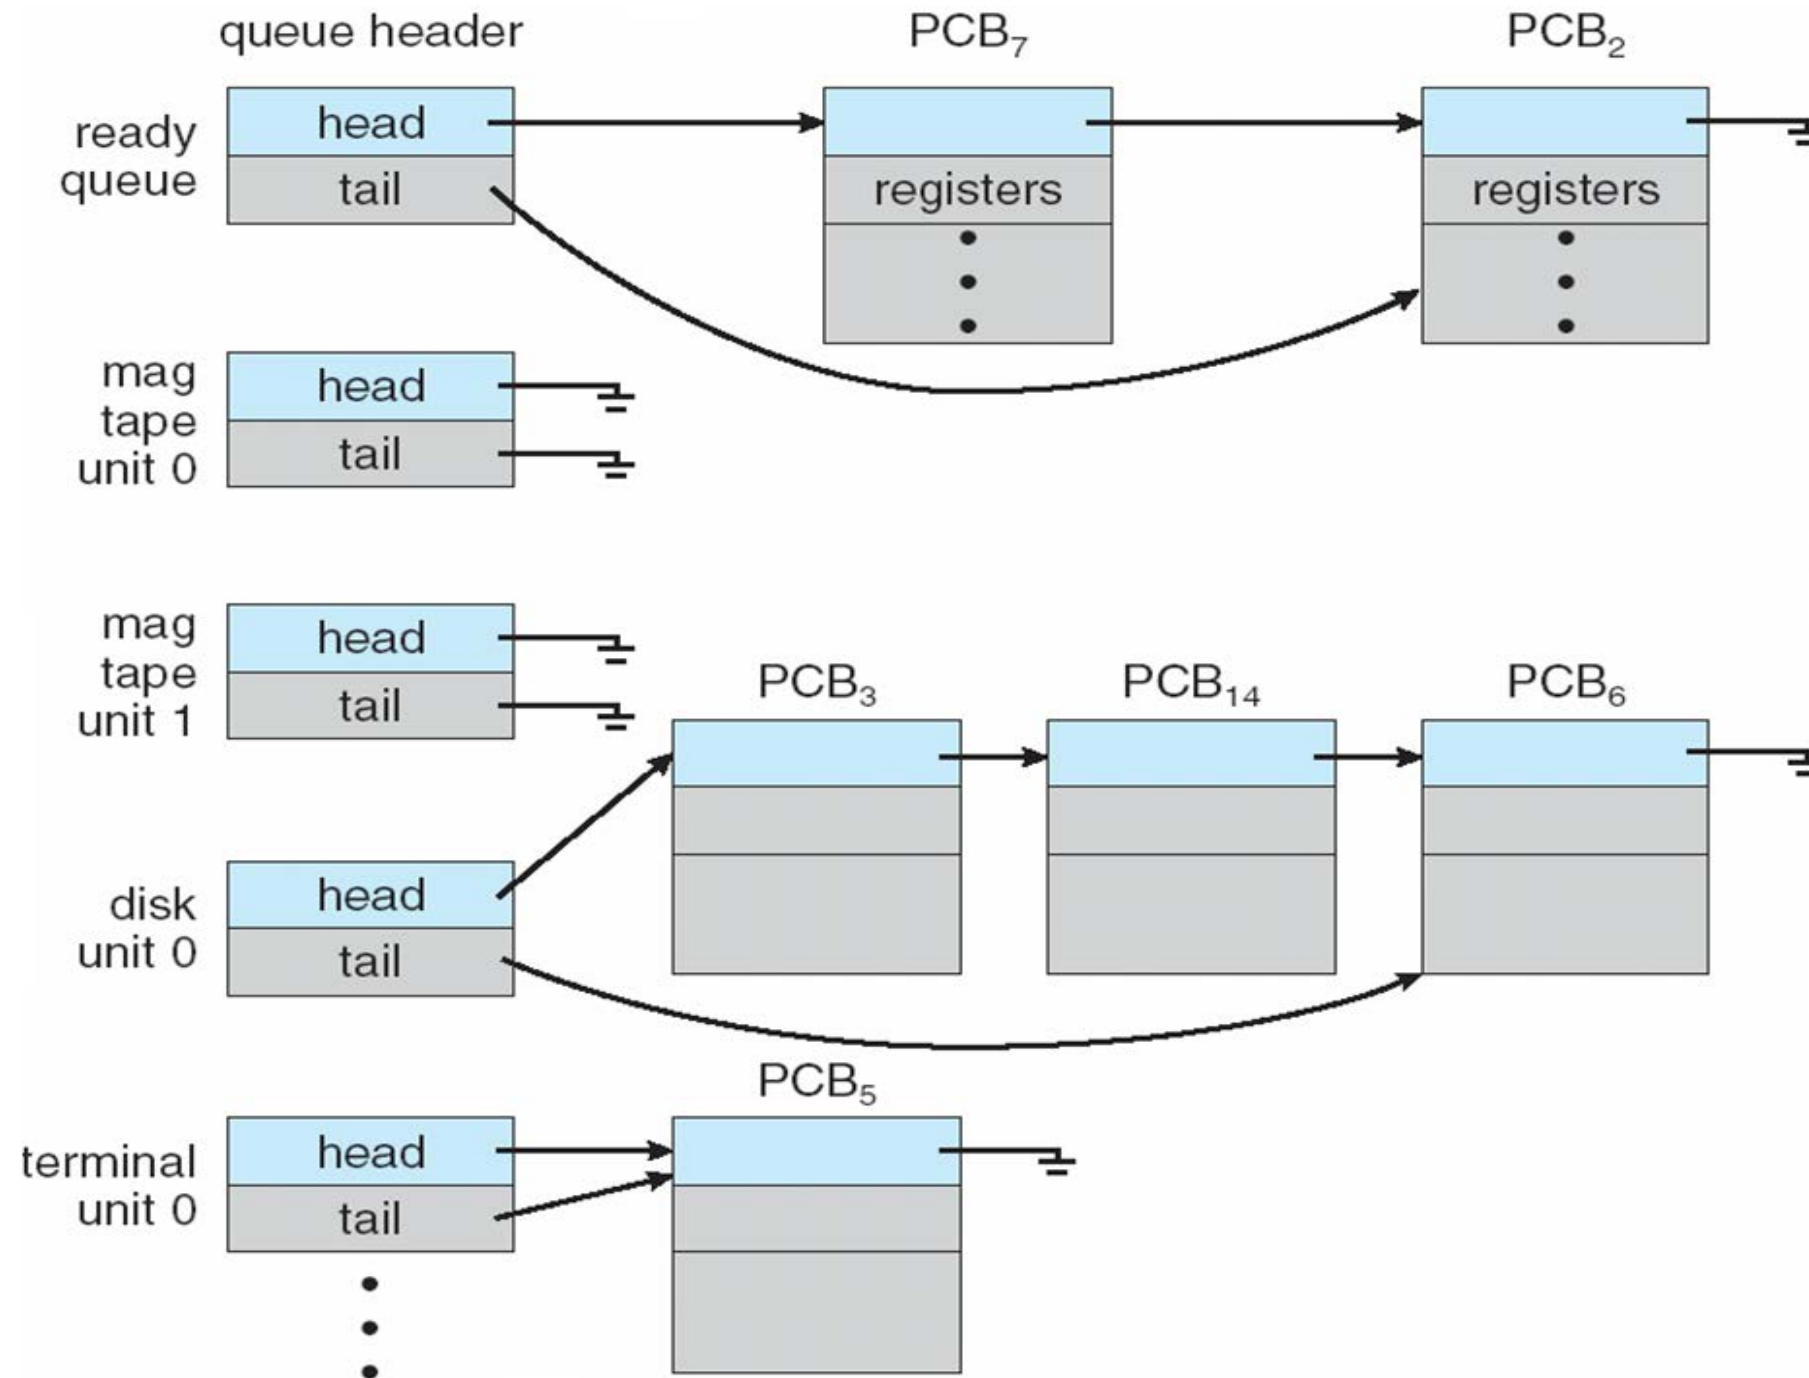 queue header
PCB₇
PCB₂
ready
queue
head
tail
registers
registers
mag
tape
unit 0
head
tail
mag
tape
unit 1
head
tail
PCB₃
PCB₁₄
PCB₆
disk
unit 0
head
tail
PCB₅
terminal
unit 0
head
tail